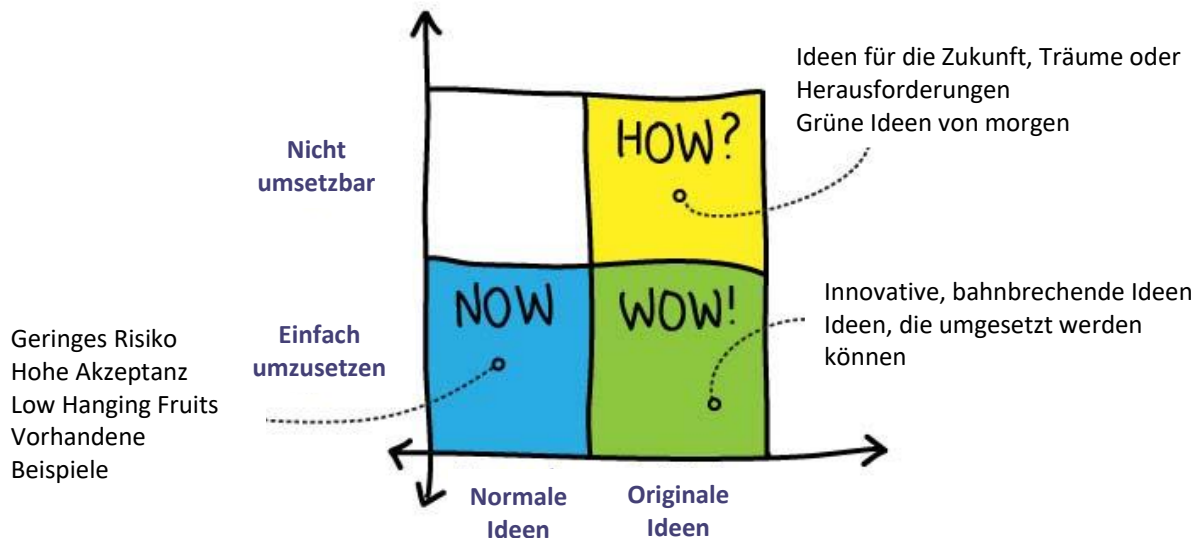 Ideen für die Zukunft, Träume oder
Herausforderungen
Grüne Ideen von morgen
Nicht
umsetzbar
HOW?
NOW
WOW!
Innovative, bahnbrechende Ideen
Ideen, die umgesetzt werden
können
Einfach
umzusetzen
Geringes Risiko
Hohe Akzeptanz
Low Hanging Fruits
Vorhandene
Beispiele
Normale
Ideen
Originale
Ideen